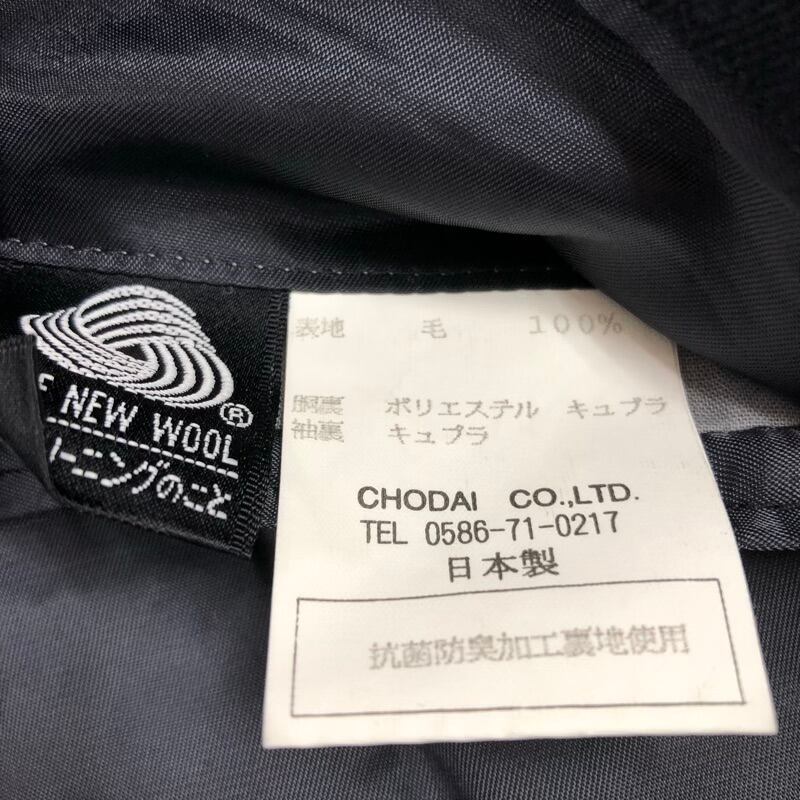 NEW WOOL
ーニングのこと
®
表地 毛 100%
胴裏 ポリエステル キュプラ
袖裏 キュプラ
CHODAI CO.,LTD.
TEL 0586-71-0217
日本製
抗菌防臭加工裏地使用